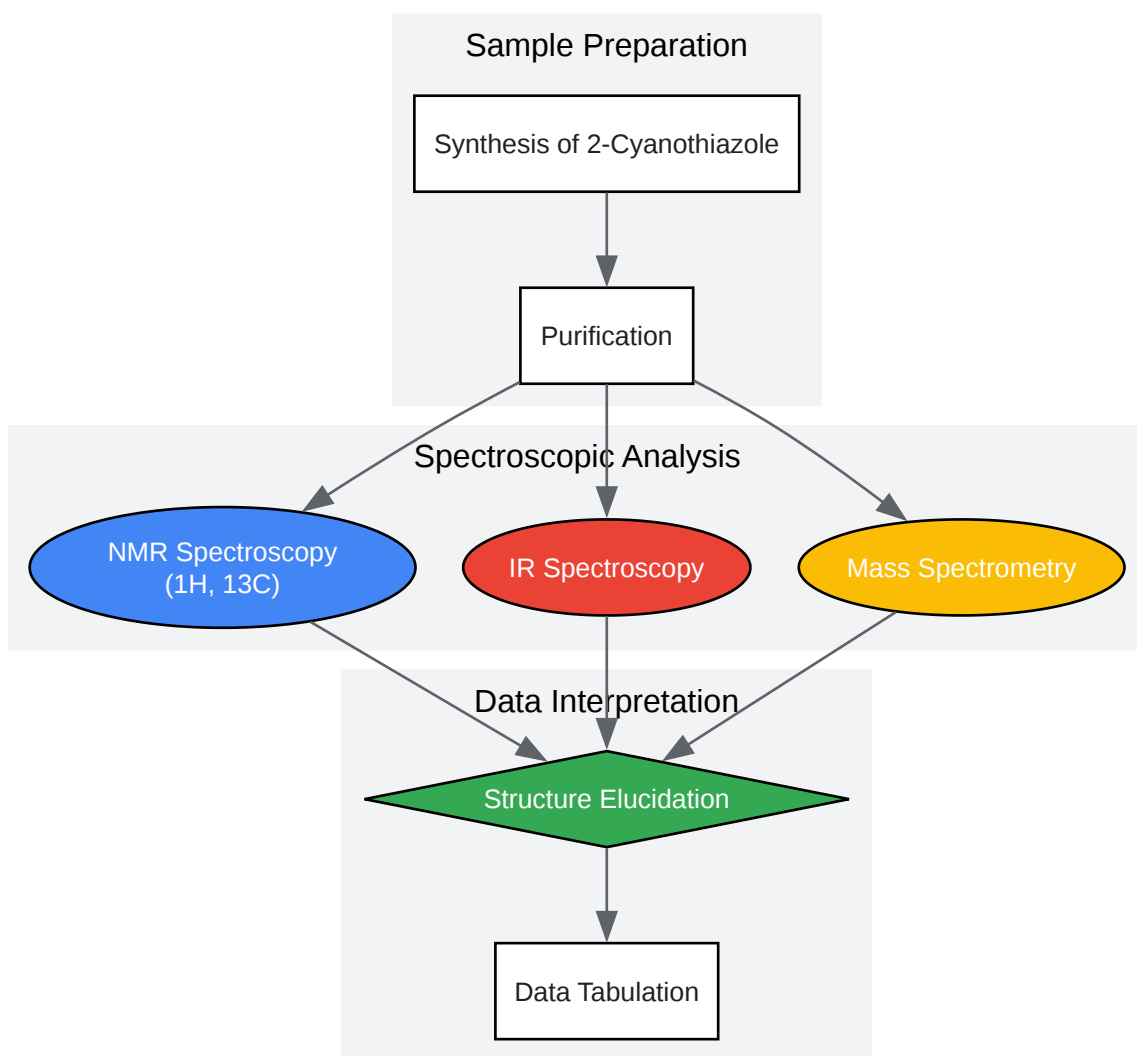 Sample Preparation
Synthesis of 2-Cyanothiazole
Purification
Spectroscopic Analysis
NMR Spectroscopy
(1H, 13C)
IR Spectroscopy
Mass Spectrometry
Data Interpretation
Structure Elucidation
Data Tabulation